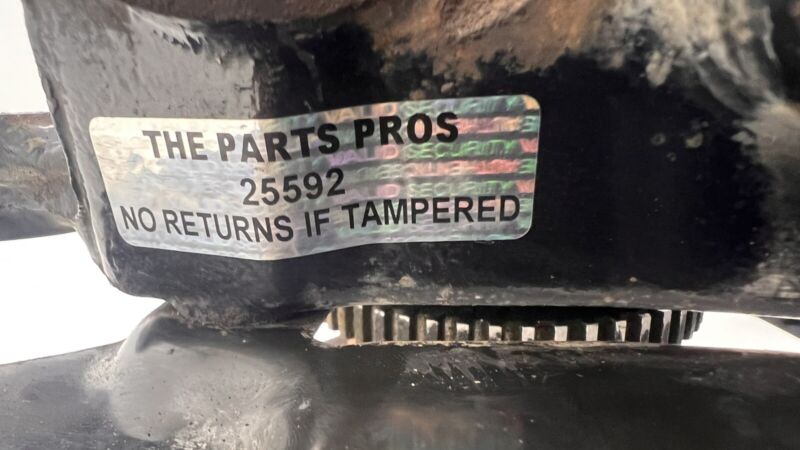 THE PARTS PROS
25592
NO RETURNS IF TAMPERED